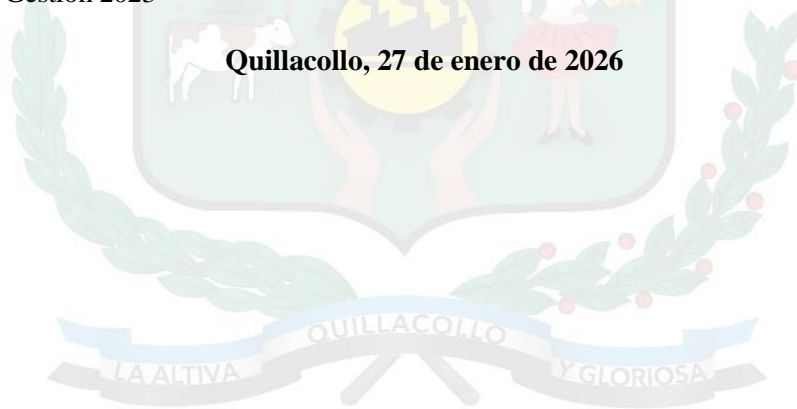 Gestión 2025
Quillacollo, 27 de enero de 2026
QUILLACOLLO
LA ALTIVA Y GLORIOSA